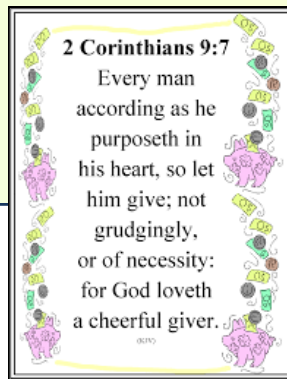 2 Corinthians 9:7
Every man
according as he
purposeth in
his heart, so let
him give; not
grudgingly,
or of necessity:
for God loveth
a cheerful giver.
(KJV)